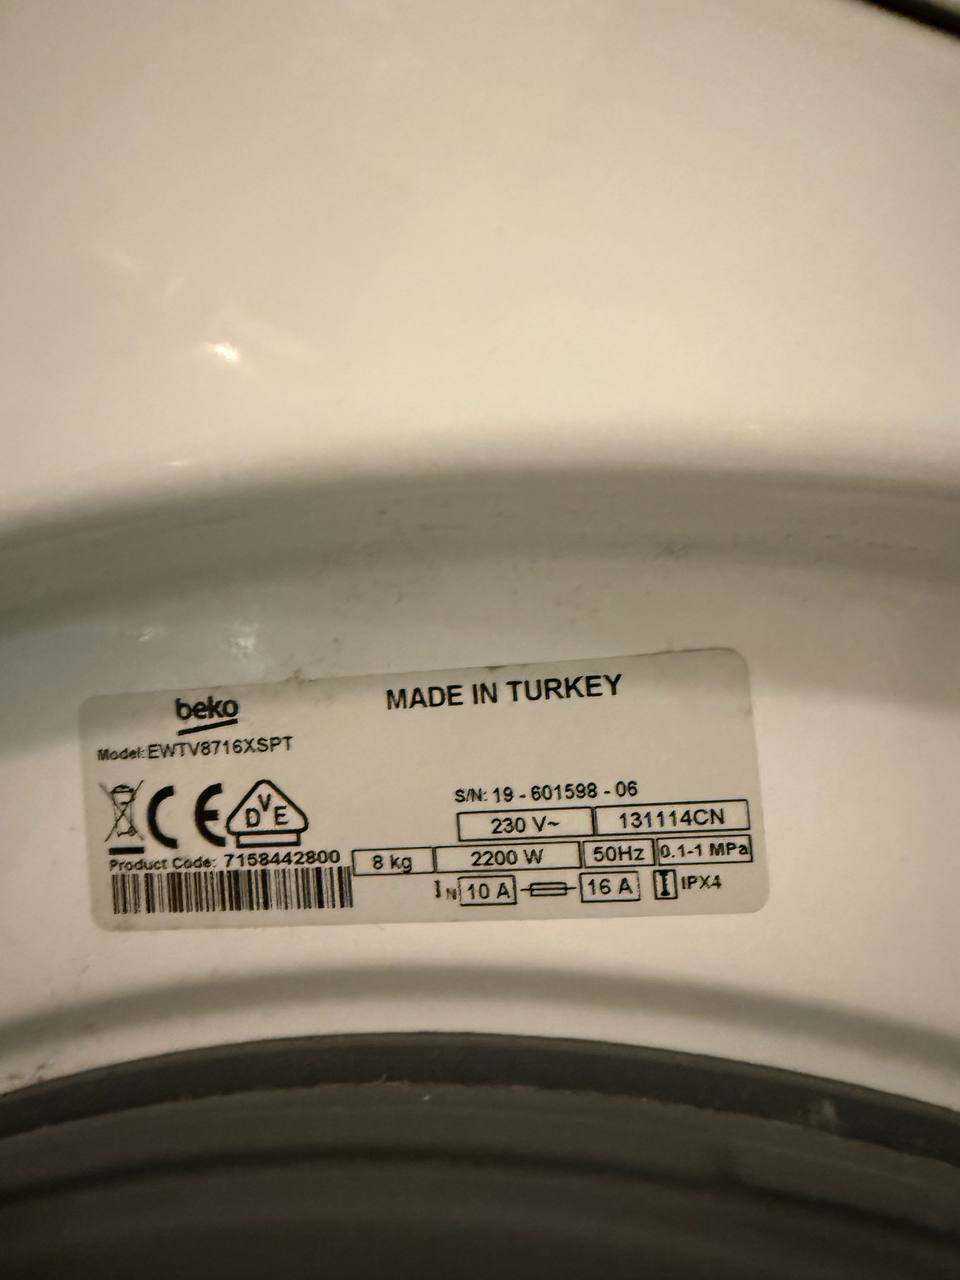 beko
MADE IN TURKEY
Model:EWTV8716XSPT
CE
DVE
S/N: 19 - 601598 - 06
230 V~ 131114CN
Product Code: 7158442800
8 kg 2200 W 50Hz 0.1-1 MPa
IN 10 A 16 A IPX4